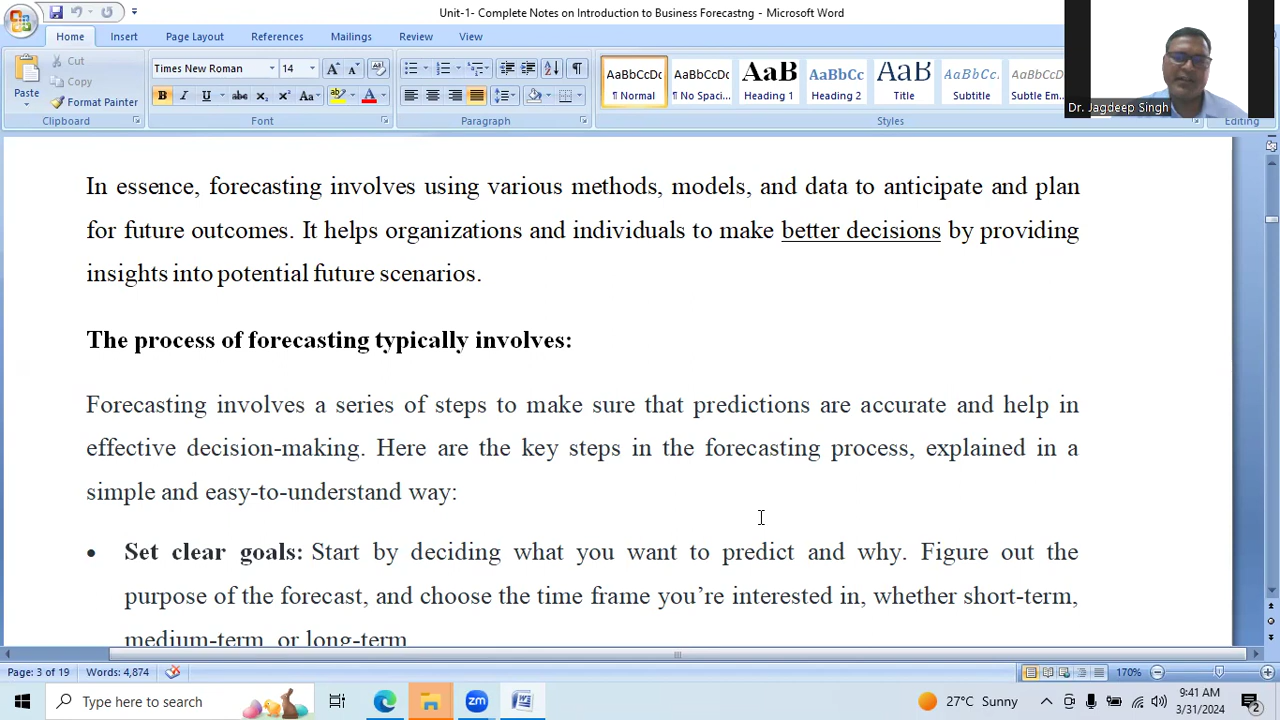 Unit-1- Complete Notes on Introduction to Business Forecastng - Microsoft Word
Home Insert Page Layout References Mailings Review View
Paste
Cut
Copy
Format Painter
Clipboard
Times New Roman 14
Font
Paragraph
AaBbCcDc AaBbCcDc AaB AaBbCc AaB AaBbCc AaBbCcDc
¶ Normal ¶ No Spaci... Heading 1 Heading 2 Title Subtitle Subtle Em...
Styles
Editing
Dr. Jagdeep Singh
In essence, forecasting involves using various methods, models, and data to anticipate and plan
for future outcomes. It helps organizations and individuals to make better decisions by providing
insights into potential future scenarios.
The process of forecasting typically involves:
Forecasting involves a series of steps to make sure that predictions are accurate and help in
effective decision-making. Here are the key steps in the forecasting process, explained in a
simple and easy-to-understand way:
• Set clear goals: Start by deciding what you want to predict and why. Figure out the
purpose of the forecast, and choose the time frame you're interested in, whether short-term,
medium-term, or long-term
Page: 3 of 19 Words: 4,874 170%
Type here to search
27°C Sunny
9:41 AM
3/31/2024
2